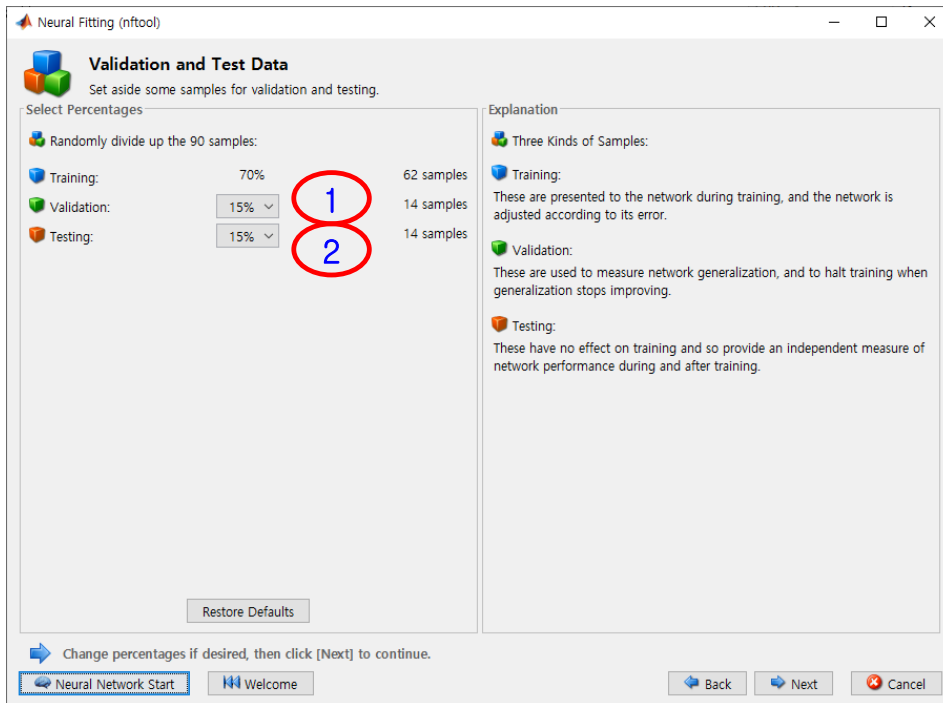 Neural Fitting (nftool)
Validation and Test Data
Set aside some samples for validation and testing.
Select Percentages
Randomly divide up the 90 samples:
Training: 70% 62 samples
Validation: 15% 1 14 samples
Testing: 15% 2 14 samples
Restore Defaults
Explanation
Three Kinds of Samples:
Training:
These are presented to the network during training, and the network is
adjusted according to its error.
Validation:
These are used to measure network generalization, and to halt training when
generalization stops improving.
Testing:
These have no effect on training and so provide an independent measure of
network performance during and after training.
Change percentages if desired, then click [Next] to continue.
Neural Network Start Welcome Back Next Cancel